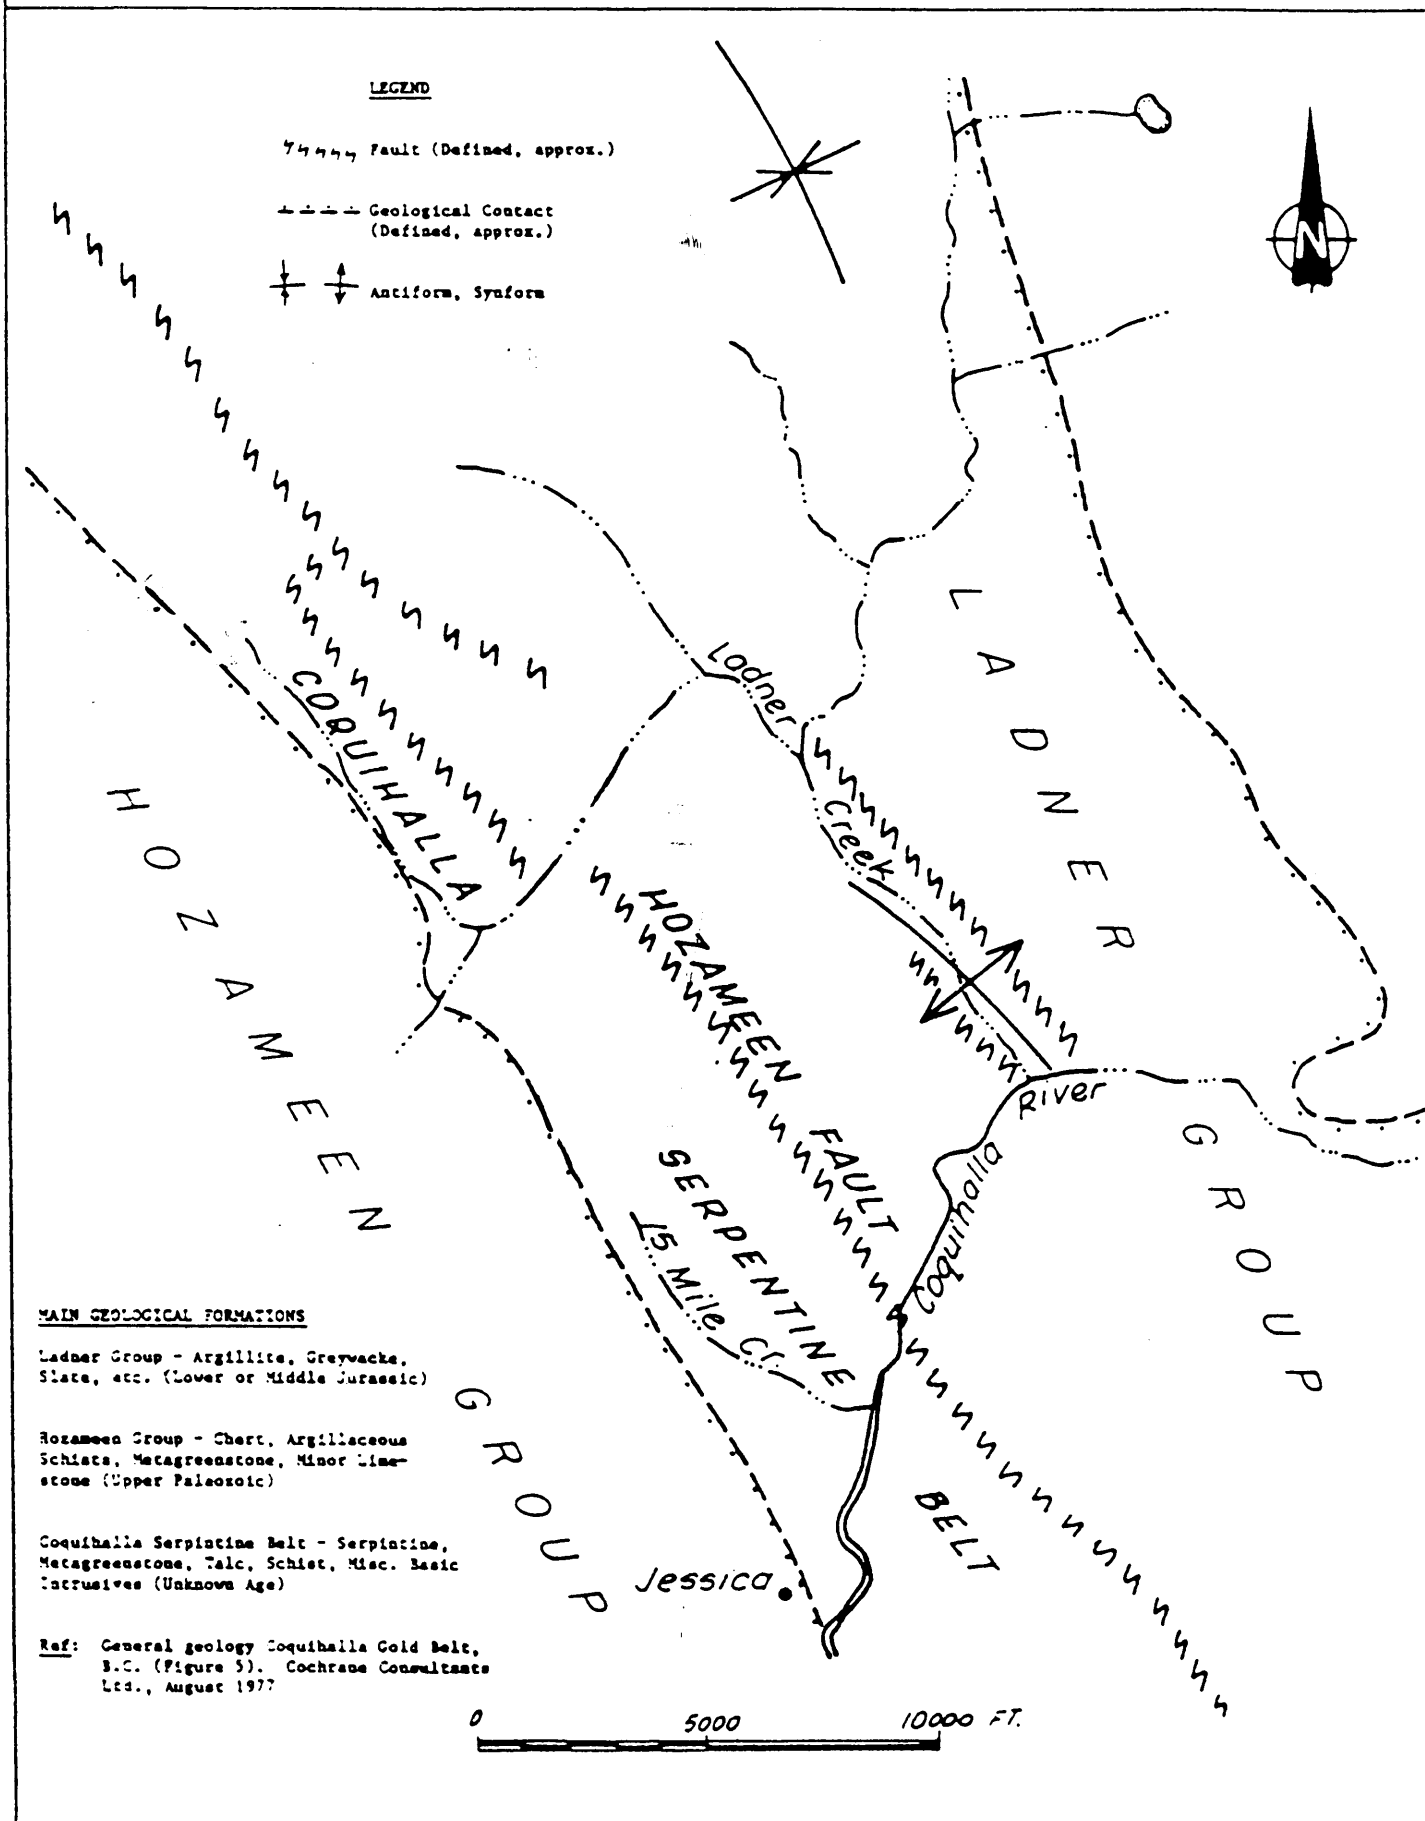 LEGEND
Fault (Defined, approx.)
Geological Contact
(Defined, approx.)
Antiform, Synform
N
LADNER GROUP
Ladner Creek
COQUIHALLA SERPENTINE BELT
HOZAMEEN FAULT
HOZAMEEN GROUP
Coquihalla River
15 Mile Cr.
Jessica
MAIN GEOLOGICAL FORMATIONS
Ladner Group - Argillite, Greywacke,
Slate, etc. (Lower or Middle Jurassic)
Hozameen Group - Chert, Argillaceous
Schists, Metagreenstone, Minor Lime-
stone (Upper Palaozoic)
Coquihalla Serpintine Belt - Serpintine,
Metagreenstone, Talc, Schist, Misc. Basic
Intrusives (Unknown Age)
Ref: General geology Coquihalla Gold Belt,
B.C. (Figure 5). Cochrane Consultants
Ltd., August 1977
0 5000 10000 FT.